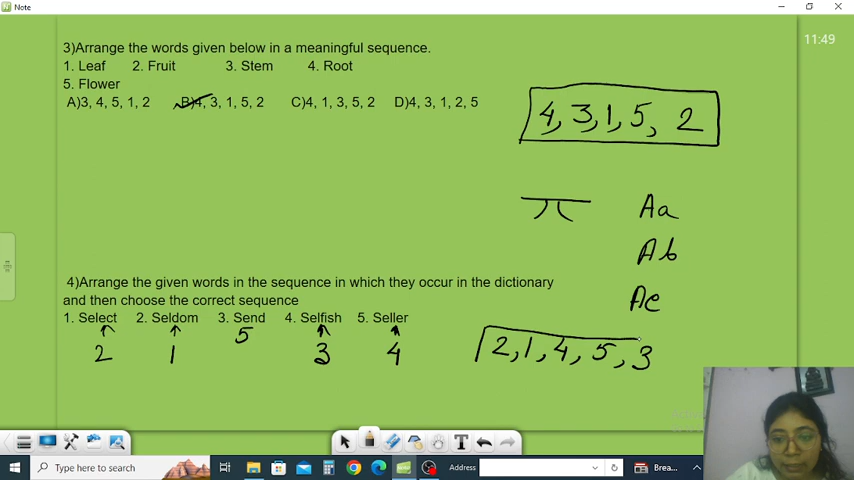 Note
11:49
3)Arrange the words given below in a meaningful sequence.
1. Leaf 2. Fruit 3. Stem 4. Root
5. Flower
A)3, 4, 5, 1, 2 B)4, 3, 1, 5, 2 C)4, 1, 3, 5, 2 D)4, 3, 1, 2, 5
4, 3, 1, 5, 2
Aa
Ab
Ae
4)Arrange the given words in the sequence in which they occur in the dictionary
and then choose the correct sequence
1. Select 2. Seldom 3. Send 4. Selfish 5. Seller
2 1 5 3 4
2, 1, 4, 5, 3
Type here to search
Address
Brea...